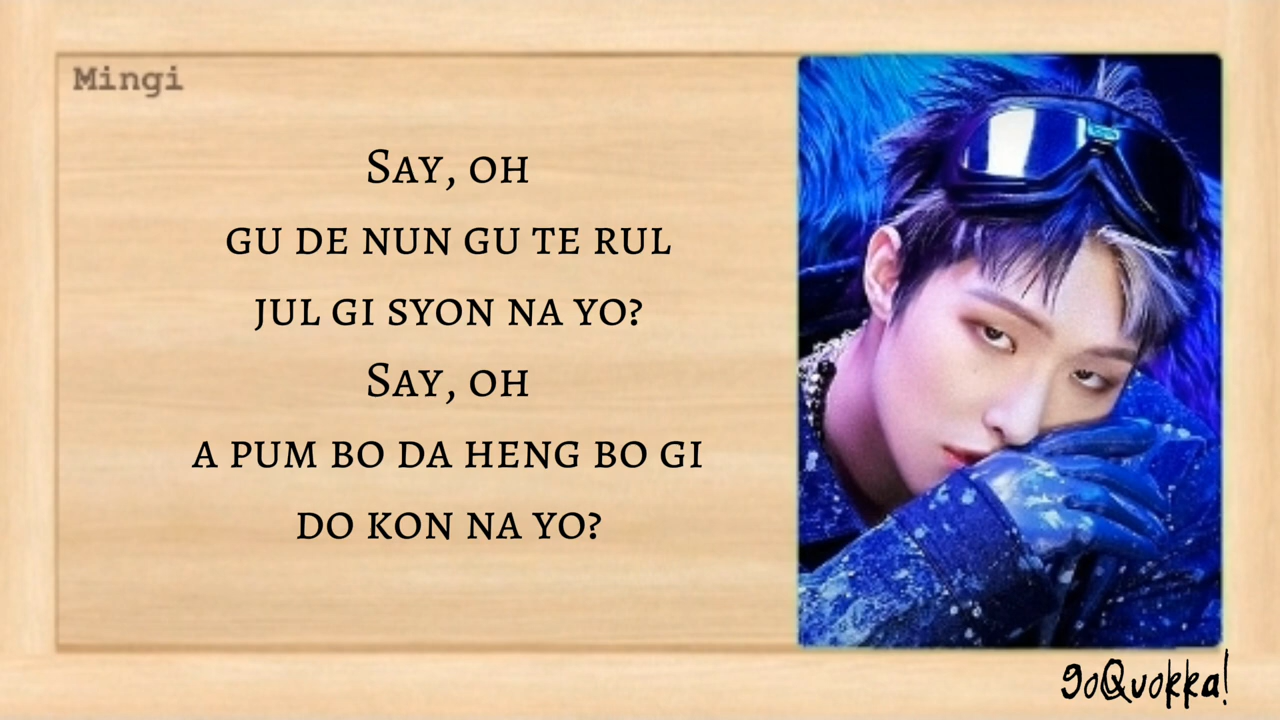 Mingi
Say, oh
gu de nun gu te rul
jul gi syon na yo?
Say, oh
a pum bo da heng bo gi
do kon na yo?
goQuokka!